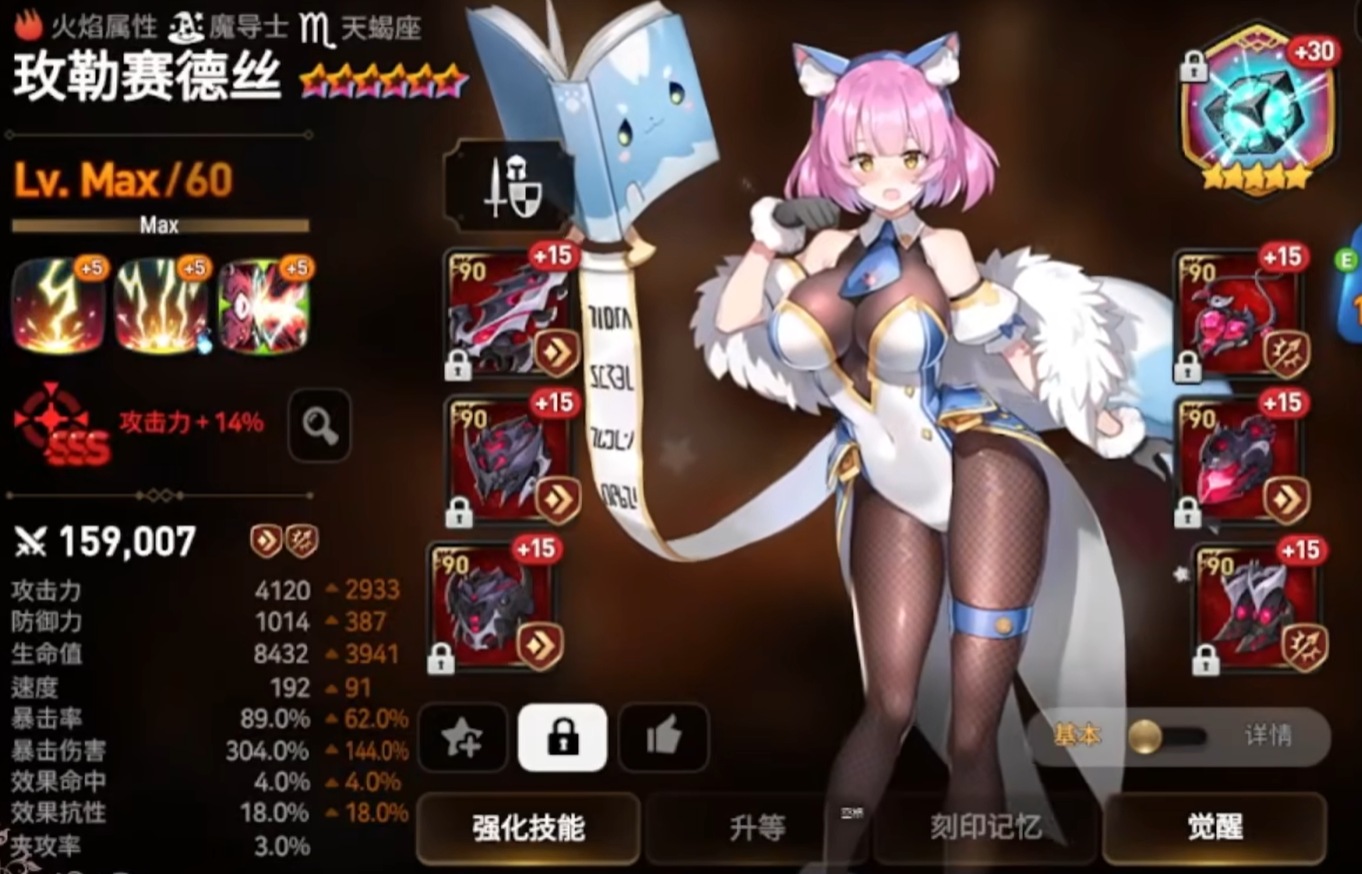 火焰属性 魔导士 天蝎座
玫勒赛德丝
+30
Lv. Max/60
Max
+5 +5 +5
攻击力+14%
SSS
159,007
攻击力 4120 2933
防御力 1014 387
生命值 8432 3941
速度 192 91
暴击率 89.0% 62.0%
暴击伤害 304.0% 144.0%
效果命中 4.0% 4.0%
效果抗性 18.0% 18.0%
夹攻率 3.0%
90 +15
90 +15
90 +15
90 +15
90 +15
90 +15
E
基本 详情
强化技能 升等 刻印记忆 觉醒